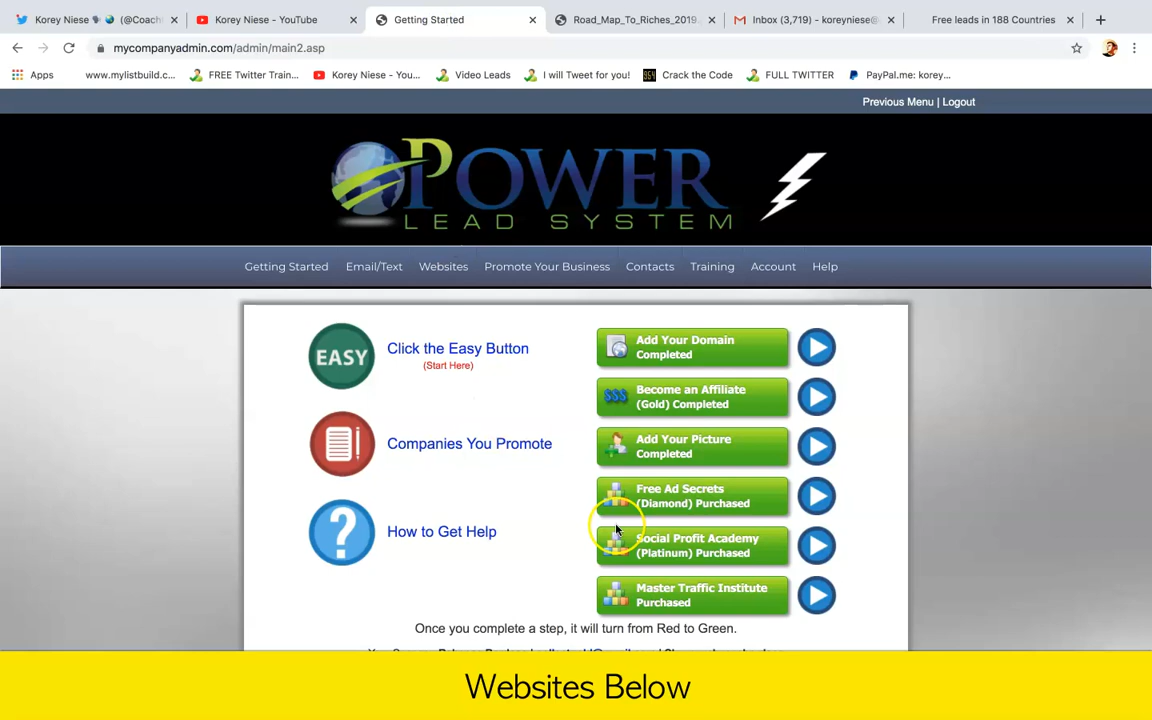 Korey Niese (@Coach
Korey Niese - YouTube
Getting Started
Road_Map_To_Riches_2019.
Inbox (3,719) - koreyniese@
Free leads in 188 Countries
mycompanyadmin.com/admin/main2.asp
Apps
www.mylistbuild.c...
FREE Twitter Train...
Korey Niese - You...
Video Leads
I will Tweet for you!
Crack the Code
FULL TWITTER
PayPal.me: korey...
Previous Menu | Logout
POWER
LEAD SYSTEM
Getting Started Email/Text Websites Promote Your Business Contacts Training Account Help
EASY
Click the Easy Button
(Start Here)
Companies You Promote
How to Get Help
Add Your Domain
Completed
Become an Affiliate
(Gold) Completed
Add Your Picture
Completed
Free Ad Secrets
(Diamond) Purchased
Social Profit Academy
(Platinum) Purchased
Master Traffic Institute
Purchased
Once you complete a step, it will turn from Red to Green.
Websites Below